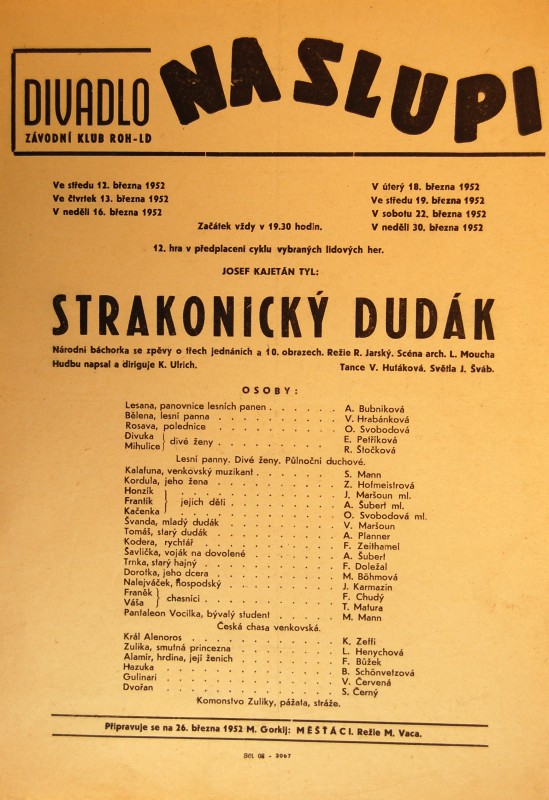 DIVADLO
ZÁVODNÍ KLUB ROH-LD
NA SLUPI
Ve středu 12. března 1952
Ve čtvrtek 13. března 1952
V neděli 16. března 1952
V úterý 18. března 1952
Ve středu 19. března 1952
V sobotu 22. března 1952
V neděli 30. března 1952
Začátek vždy v 19.30 hodin.
12. hra v předplacení cyklu vybraných lidových her.
JOSEF KAJETÁN TYL:
STRAKONICKÝ DUDÁK
Národní báchorka se zpěvy o třech jednáních a 10. obrazech. Režie R. Jarský. Scéna arch. L. Moucha
Hudbu napsal a diriguje K. Ulrich. Tance V. Hutáková. Světla J. Šváb.
OSOBY:
Lesana, panovnice lesních panen . . . . . . A. Bubniková
Bělena, lesní panna . . . . . . . . . V. Hrabánková
Rosava, polednice . . . . . . . . . O. Svobodová
Divuka } divé ženy . . . . . . . . E. Petříková
Mihulice R. Štočková
Lesní panny. Divé ženy. Půlnoční duchové.
Kalafuna, venkovský muzikant . . . . . . . S. Mann
Kordula, jeho žena . . . . . . . . . Z. Hofmeistrová
Honzík J. Maršoun ml.
Frantík } jejich děti . . . . . . . . A. Šubert ml.
Kačenka O. Svobodová ml.
Švanda, mladý dudák . . . . . . . . V. Maršoun
Tomáš, starý dudák . . . . . . . . A. Planner
Kodera, rychtář . . . . . . . . . F. Zeithamel
Šavlička, voják na dovolené . . . . . . . A. Šubert
Trnka, starý hajný . . . . . . . . . F. Doležal
Dorotka, jeho dcera . . . . . . . . M. Böhmová
Nalejváček, hospodský . . . . . . . . J. Karmazin
Franěk } chasníci . . . . . . . . F. Chudý
Váša T. Matura
Pantaleon Vocilka, bývalý student . . . . . . M. Mann
Česká chasa venkovská.
Král Alenoros . . . . . . . . . . K. Zeffi
Zulika, smutná princezna . . . . . . . L. Henychová
Alamír, hrdina, její ženich . . . . . . . F. Bůžek
Hazuka . . . . . . . . . . . B. Schönvetzová
Gulinari . . . . . . . . . . . V. Červená
Dvořan . . . . . . . . . . . S. Černý
Komonstvo Zuliky, pážata, stráže.
Připravuje se na 26. března 1952 M. Gorkij: MĚŠŤÁCI. Režie M. Vaca.